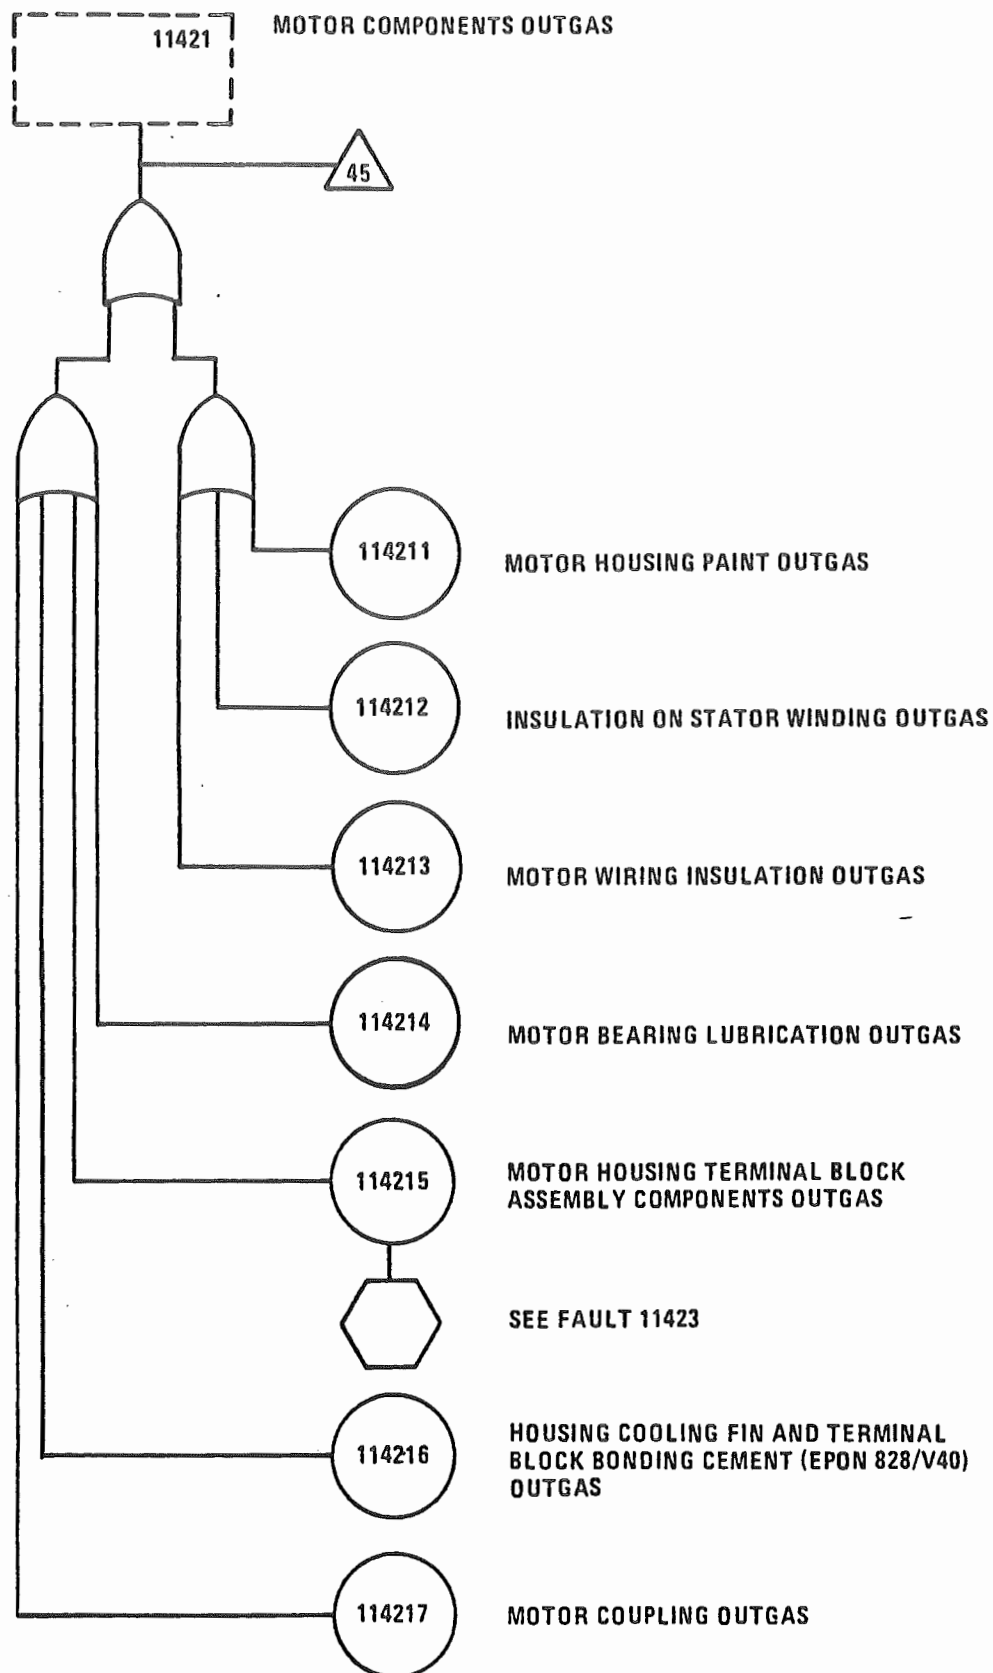 11421
MOTOR COMPONENTS OUTGAS
45
114211
MOTOR HOUSING PAINT OUTGAS
114212
INSULATION ON STATOR WINDING OUTGAS
114213
MOTOR WIRING INSULATION OUTGAS
114214
MOTOR BEARING LUBRICATION OUTGAS
114215
MOTOR HOUSING TERMINAL BLOCK
ASSEMBLY COMPONENTS OUTGAS
SEE FAULT 11423
114216
HOUSING COOLING FIN AND TERMINAL
BLOCK BONDING CEMENT (EPON 828/V40)
OUTGAS
114217
MOTOR COUPLING OUTGAS